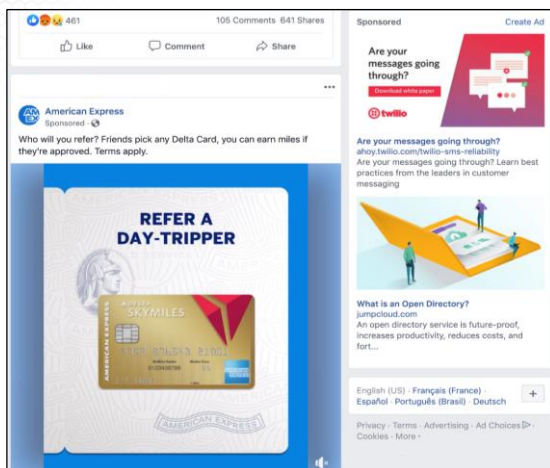 461
105 Comments 641 Shares
Like
Comment
Share
American Express
Sponsored ·
Who will you refer? Friends pick any Delta Card, you can earn miles if
they're approved. Terms apply.
REFER A
DAY-TRIPPER
AMERICAN EXPRESS
DELTA
SKYMILES
AMERICAN EXPRESS
Sponsored
Create Ad
Are your
messages going
through?
Download white paper
twilio
Are your messages going through?
ahoy.twilio.com/twilio-sms-reliability
Are your messages going through? Learn best
practices from the leaders in customer
messaging
What is an Open Directory?
jumpcloud.com
An open directory service is future-proof,
increases productivity, reduces costs, and
fort...
English (US) · Français (France) ·
Español · Português (Brasil) · Deutsch
+
Privacy · Terms · Advertising · Ad Choices ·
Cookies · More